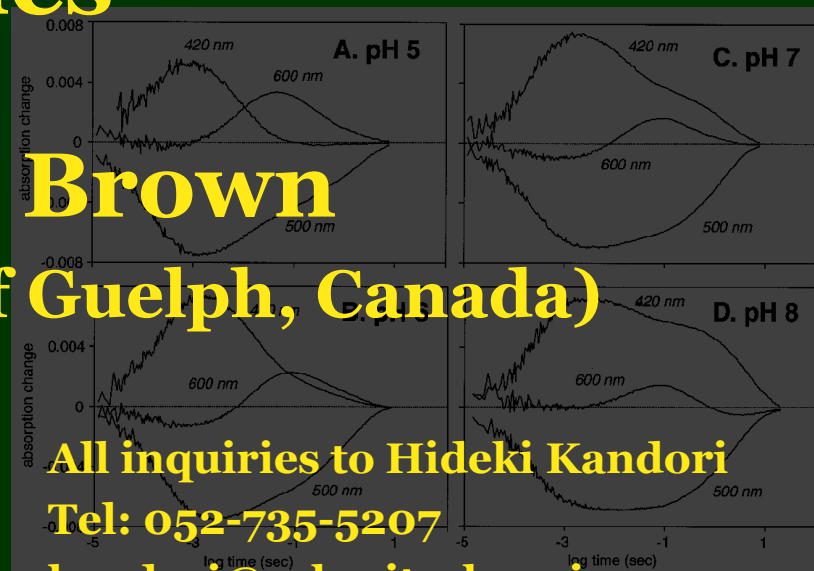 0.008
420 nm
A. pH 5
600 nm
0.004
absorption change
0
500 nm
-0.008
420 nm
C. pH 7
600 nm
500 nm
Brown
Guelph, Canada)
B. pH 6
0.004
600 nm
absorption change
0
500 nm
-5
-3
-1
1
log time (sec)
420 nm
D. pH 8
600 nm
500 nm
-5
-3
-1
1
log time (sec)
All inquiries to Hideki Kandori
Tel: 052-735-5207